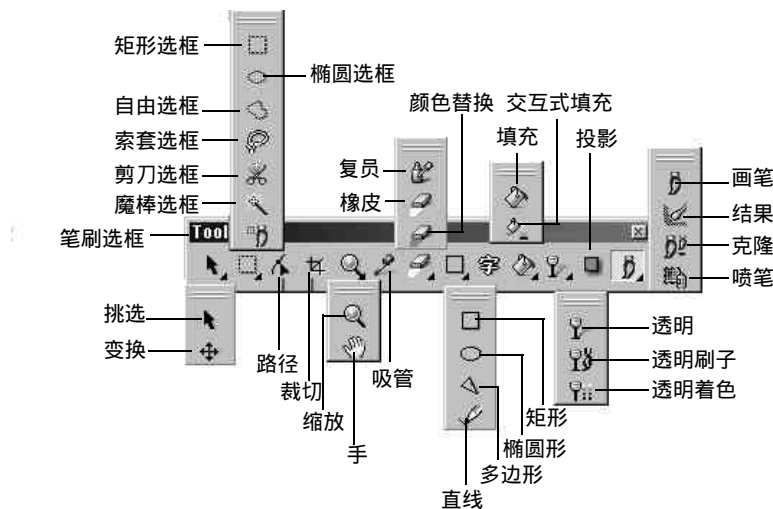 矩形选框
椭圆选框
自由选框
索套选框
剪刀选框
魔棒选框
笔刷选框
颜色替换
交互式填充
填充
投影
复员
橡皮
画笔
结果
克隆
喷笔
Tool
字
挑选
变换
路径
裁切
缩放
手
吸管
矩形
椭圆形
多边形
直线
透明
透明刷子
透明着色